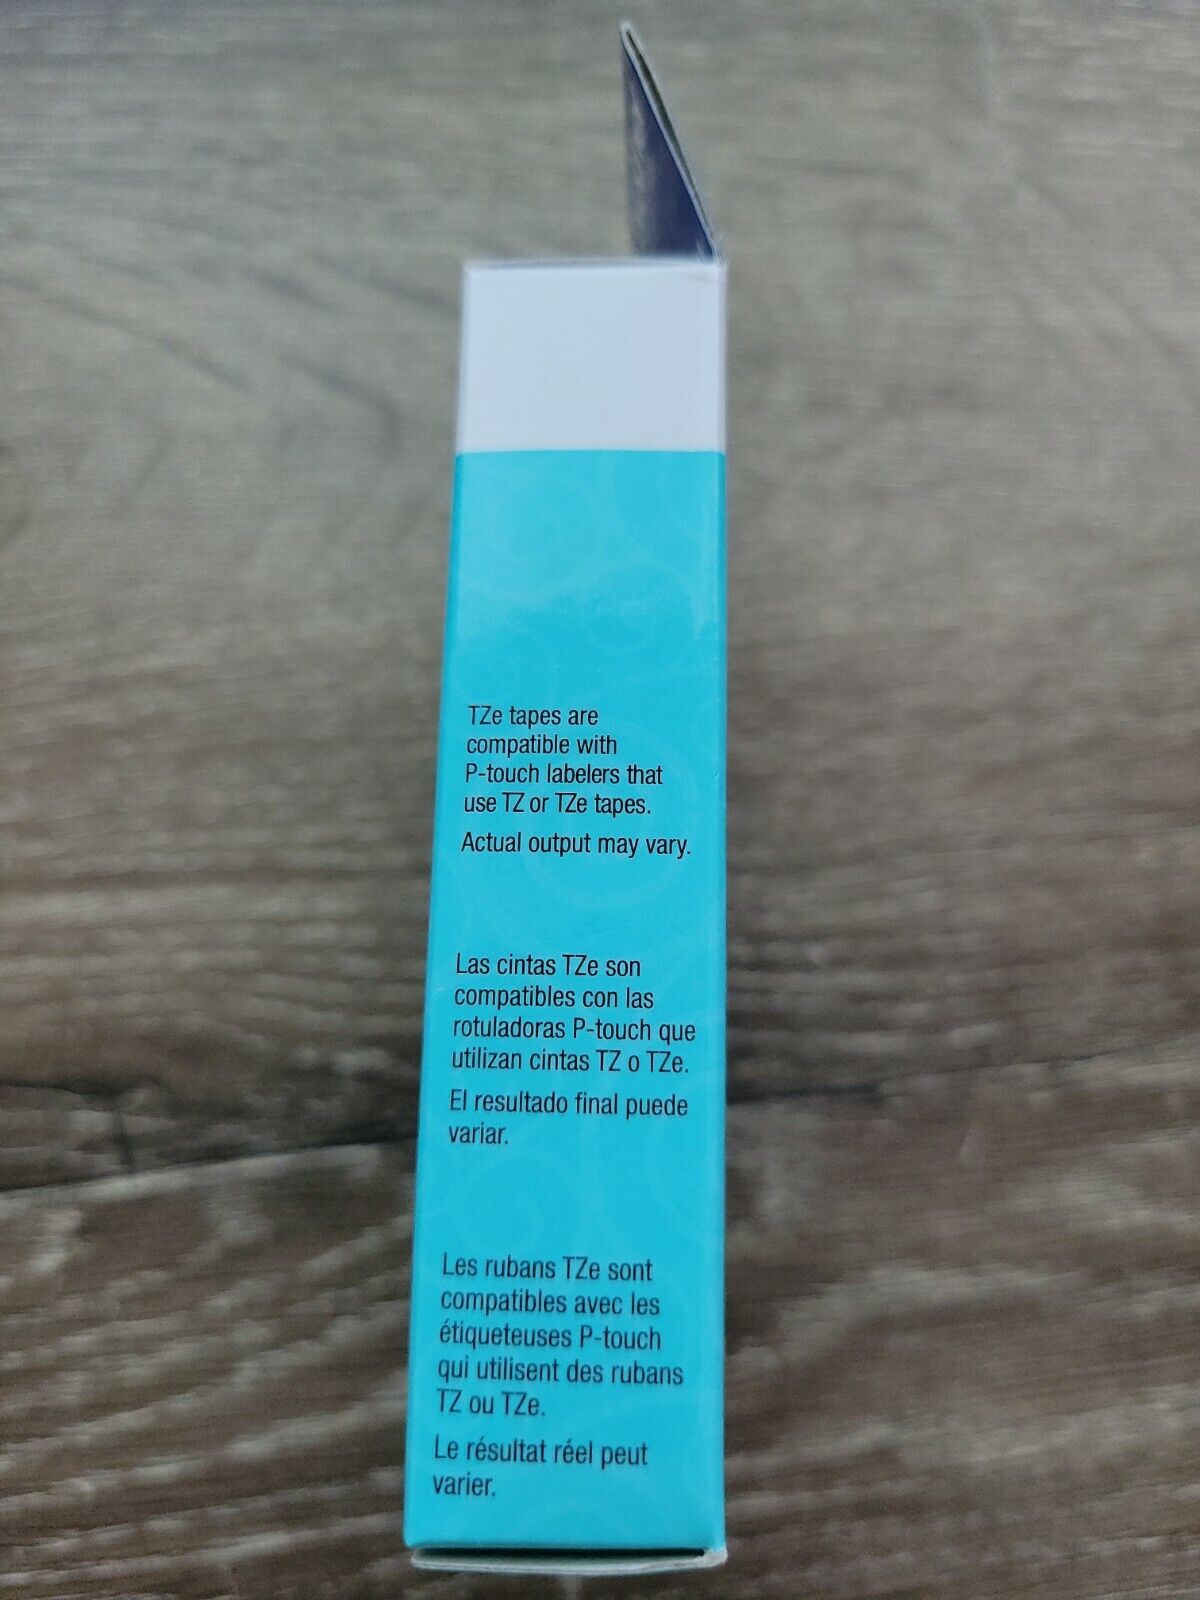 TZe tapes are
compatible with
P-touch labelers that
use TZ or TZe tapes.
Actual output may vary.
Las cintas TZe son
compatibles con las
rotuladoras P-touch que
utilizan cintas TZ o TZe.
El resultado final puede
variar.
Les rubans TZe sont
compatibles avec les
étiqueteuses P-touch
qui utilisent des rubans
TZ ou TZe.
Le résultat réel peut
varier.